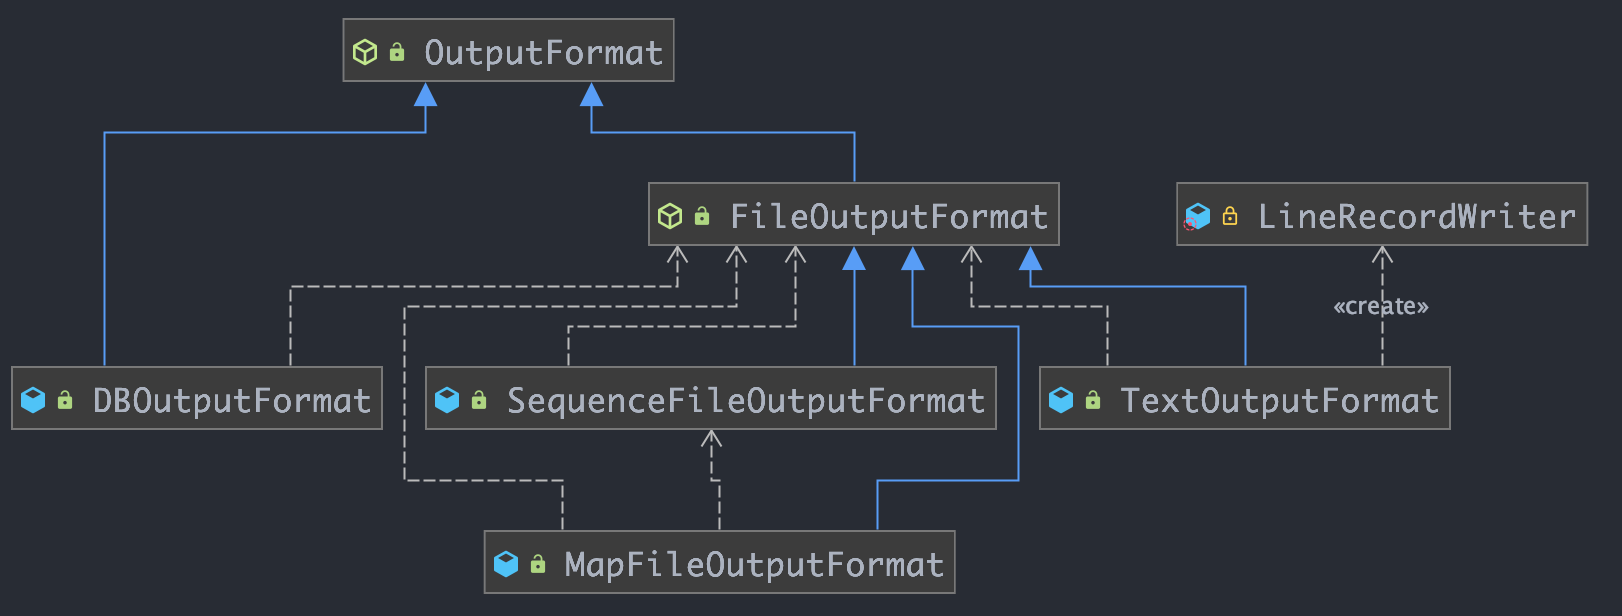 OutputFormat
FileOutputFormat
LineRecordWriter
«create»
DBOutputFormat
SequenceFileOutputFormat
TextOutputFormat
MapFileOutputFormat